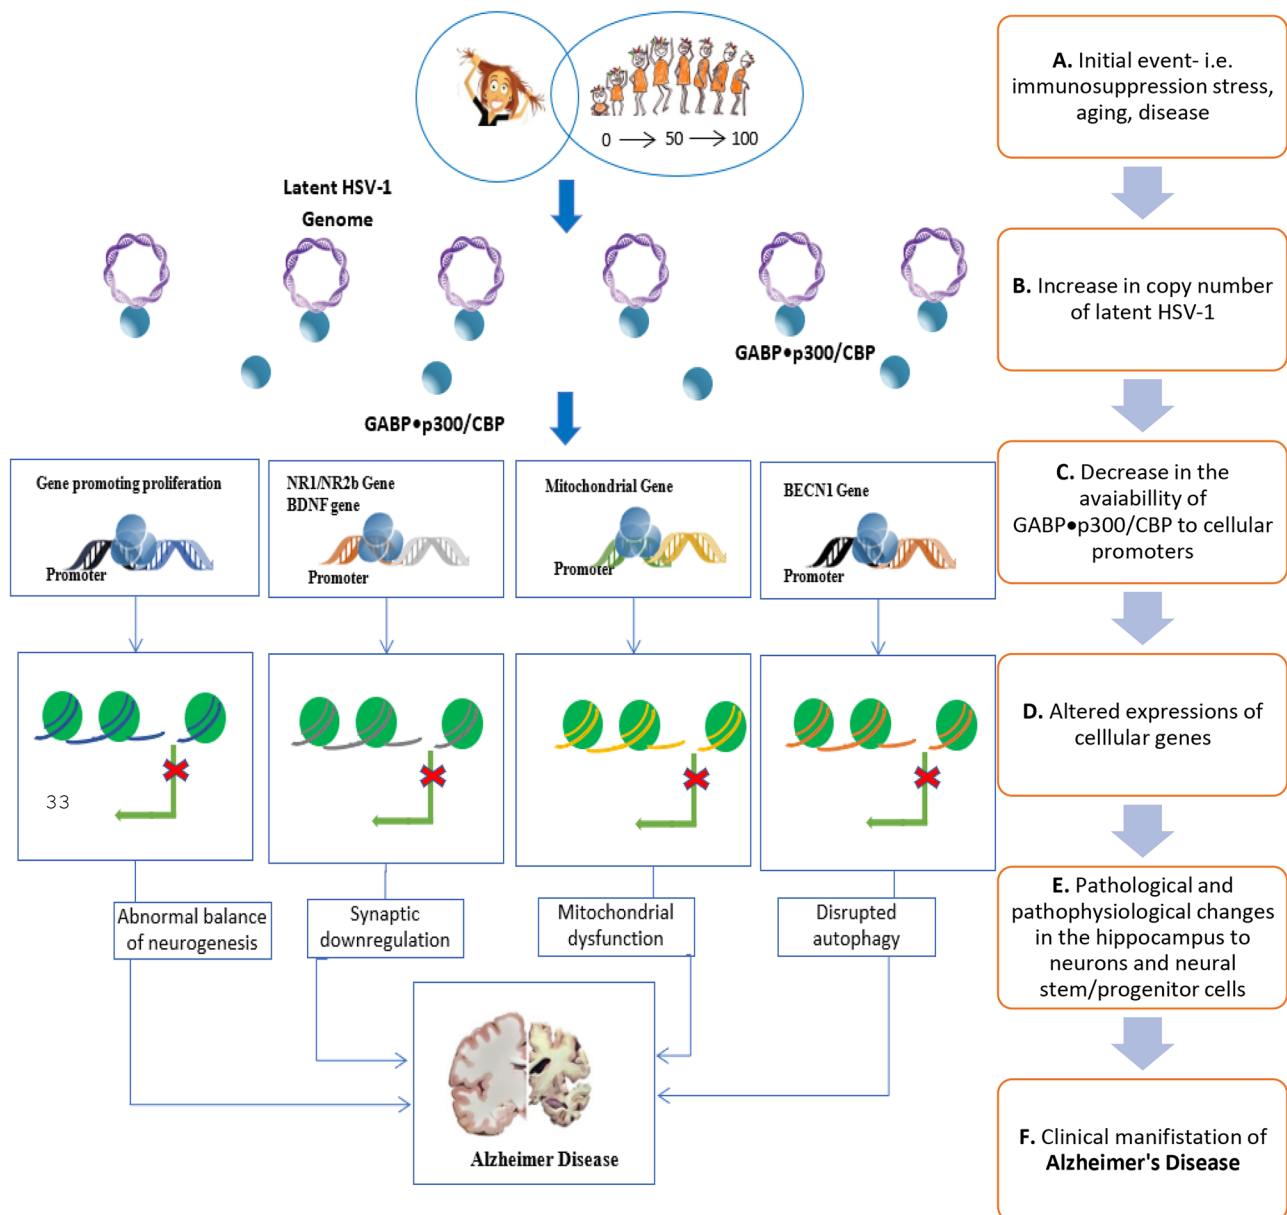 A. Initial event- i.e.
immunosuppression stress,
aging, disease
0 50 100
Latent HSV-1
Genome
B. Increase in copy number
of latent HSV-1
GABP•p300/CBP
GABP•p300/CBP
C. Decrease in the
avaiabillity of
GABP•p300/CBP to cellular
promoters
Gene promoting proliferation
Promoter
NR1/NR2b Gene
BDNF gene
Promoter
Mitochondrial Gene
Promoter
BECN1 Gene
Promoter
D. Altered expressions of
celllular genes
33
E. Pathological and
pathophysiological changes
in the hippocampus to
neurons and neural
stem/progenitor cells
Abnormal balance
of neurogenesis
Synaptic
downregulation
Mitochondrial
dysfunction
Disrupted
autophagy
Alzheimer Disease
F. Clinical manifistation of
Alzheimer's Disease